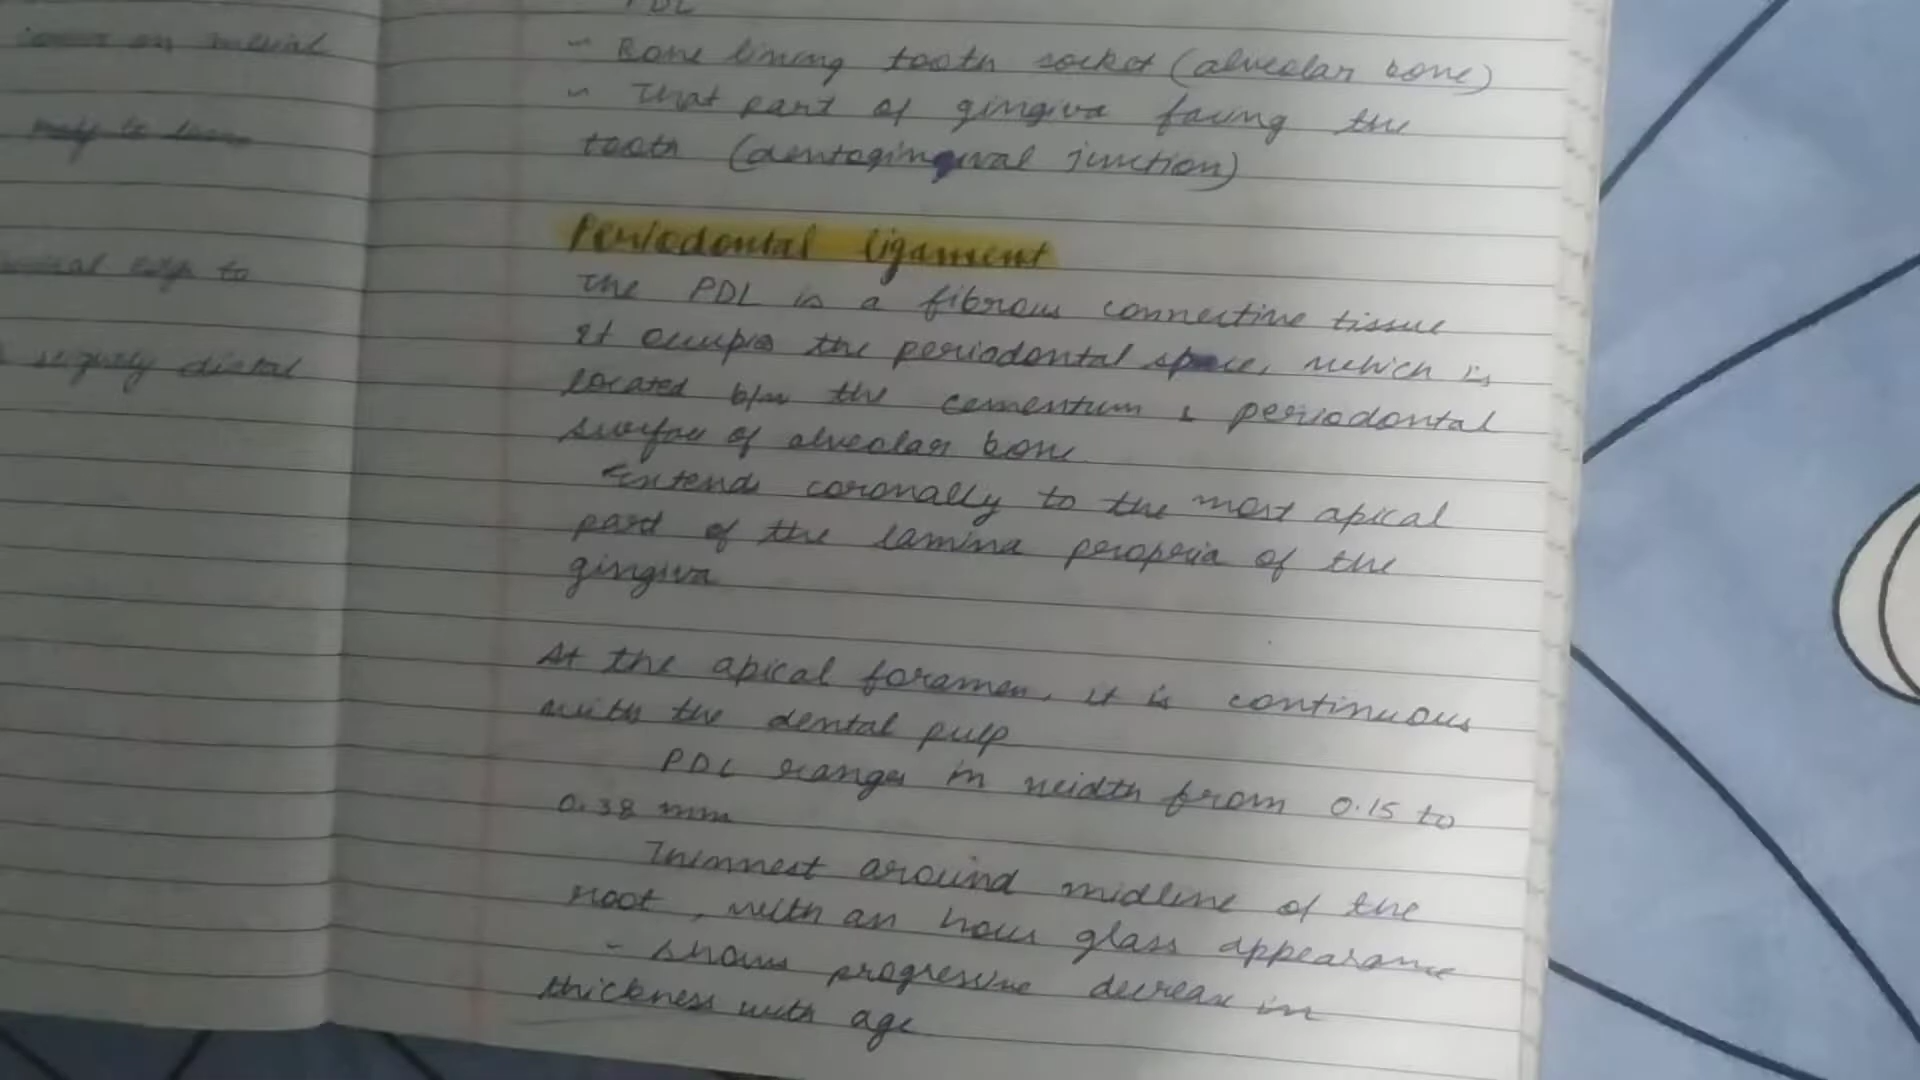 PDL
- Bone lining tooth socket (alveolar bone)
- That part of gingiva facing the
tooth (dentogingival junction)
Periodontal ligament
The PDL is a fibrous connective tissue
It occupies the periodontal space, which is
located b/w the cementum & periodontal
surface of alveolar bone
Extends coronally to the most apical
part of the lamina properia of the
gingiva
At the apical foramen, it is continuous
with the dental pulp
PDL ranges in width from 0.15 to
0.38 mm
Thinnest around midline of the
root, with an hour glass appearance
- Shows progressive decrease in
thickness with age
to
distal